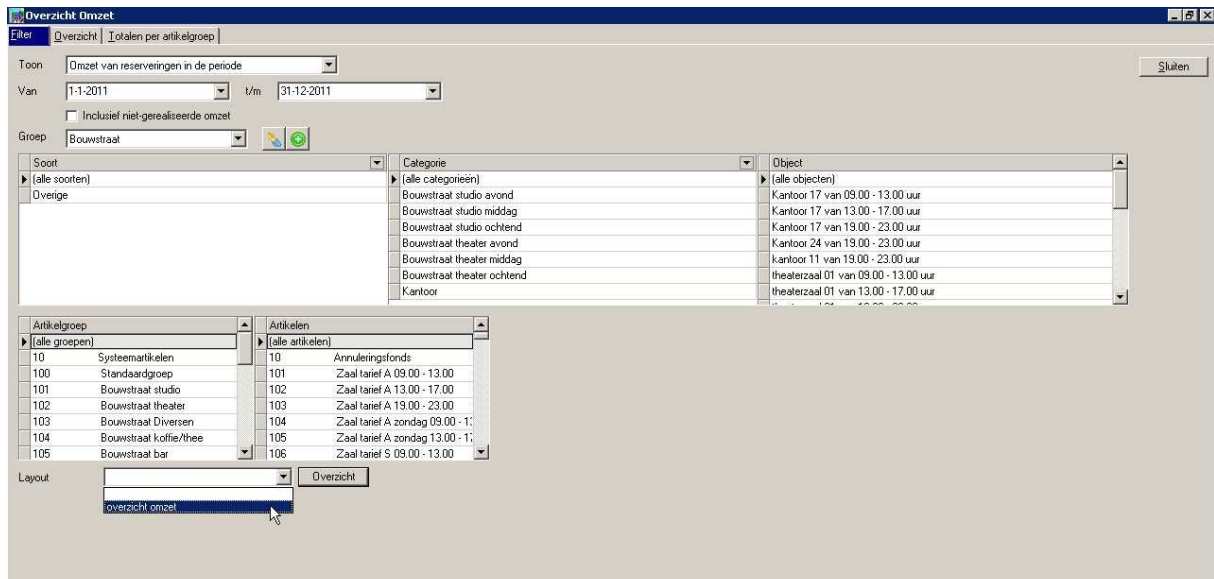 Overzicht Omzet
Filter Overzicht Totalen per artikelgroep
Toon Omzet van reserveringen in de periode Sluiten
Van 1-1-2011 t/m 31-12-2011
Inclusief niet-gerealiseerde omzet
Groep Bouwstraat
Soort Categorie Object
(alle soorten) (alle categorieën) (alle objecten)
Overige Bouwstraat studio avond Kantoor 17 van 09.00 - 13.00 uur
Bouwstraat studio middag Kantoor 17 van 13.00 - 17.00 uur
Bouwstraat studio ochtend Kantoor 17 van 19.00 - 23.00 uur
Bouwstraat theater avond Kantoor 24 van 19.00 - 23.00 uur
Bouwstraat theater middag kantoor 11 van 19.00 - 23.00 uur
Bouwstraat theater ochtend theaterzaal 01 van 09.00 - 13.00 uur
Kantoor theaterzaal 01 van 13.00 - 17.00 uur
Artikelgroep Artikelen
(alle groepen) (alle artikelen)
10 Systeemartikelen 10 Annuleringsfonds
100 Standaardgroep 101 Zaal tarief A 09.00 - 13.00
101 Bouwstraat studio 102 Zaal tarief A 13.00 - 17.00
102 Bouwstraat theater 103 Zaal tarief A 19.00 - 23.00
103 Bouwstraat Diversen 104 Zaal tarief A zondag 09.00 - 1
104 Bouwstraat koffie/thee 105 Zaal tarief A zondag 13.00 - 1
105 Bouwstraat bar 106 Zaal tarief S 09.00 - 13.00
Layout Overzicht
overzicht omzet